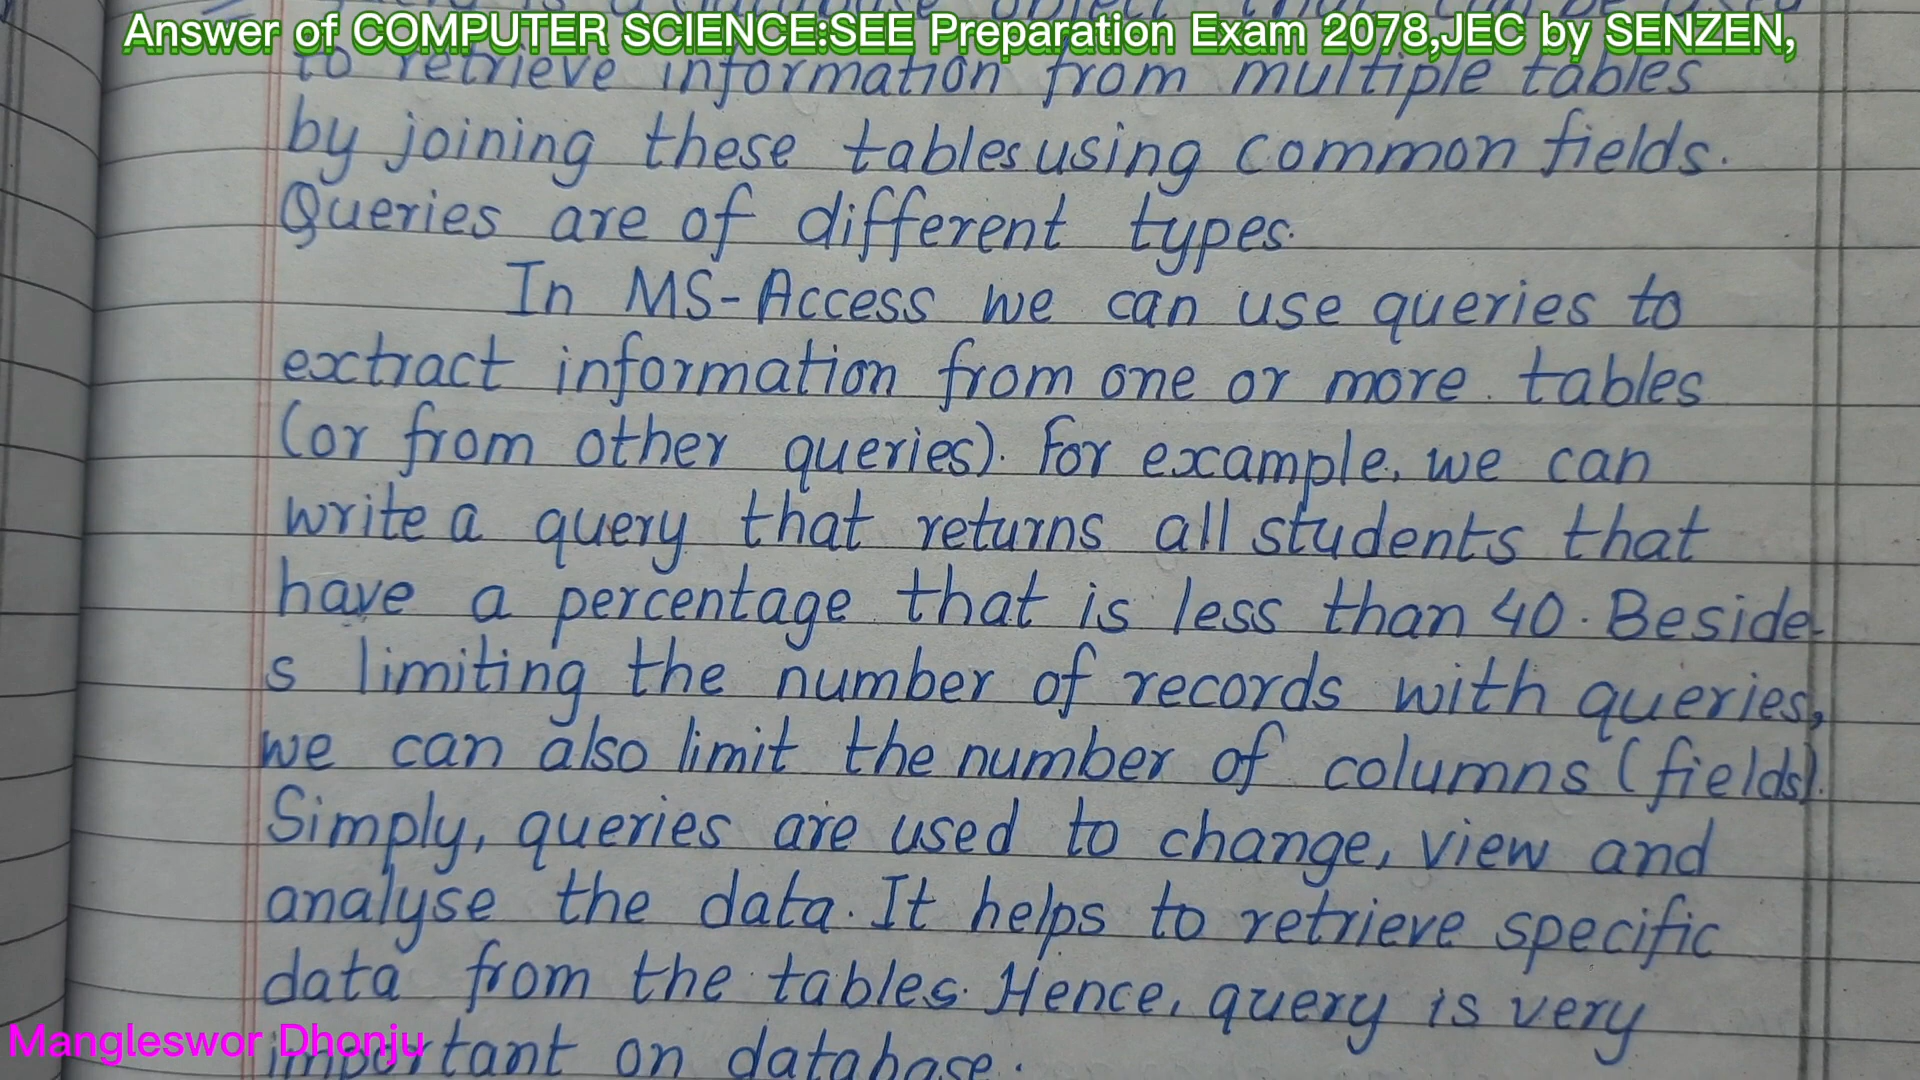 Answer of COMPUTER SCIENCE:SEE Preparation Exam 2078,JEC by SENZEN,
to retrieve information from multiple tables
by joining these tables using common fields.
Queries are of different types.
In MS-Access we can use queries to
extract information from one or more tables
(or from other queries). For example, we can
write a query that returns all students that
have a percentage that is less than 40. Beside-
s limiting the number of records with queries,
we can also limit the number of columns (fields).
Simply, queries are used to change, view and
analyse the data. It helps to retrieve specific
data from the tables. Hence, query is very
important on database.
Mangleswor Dhonju